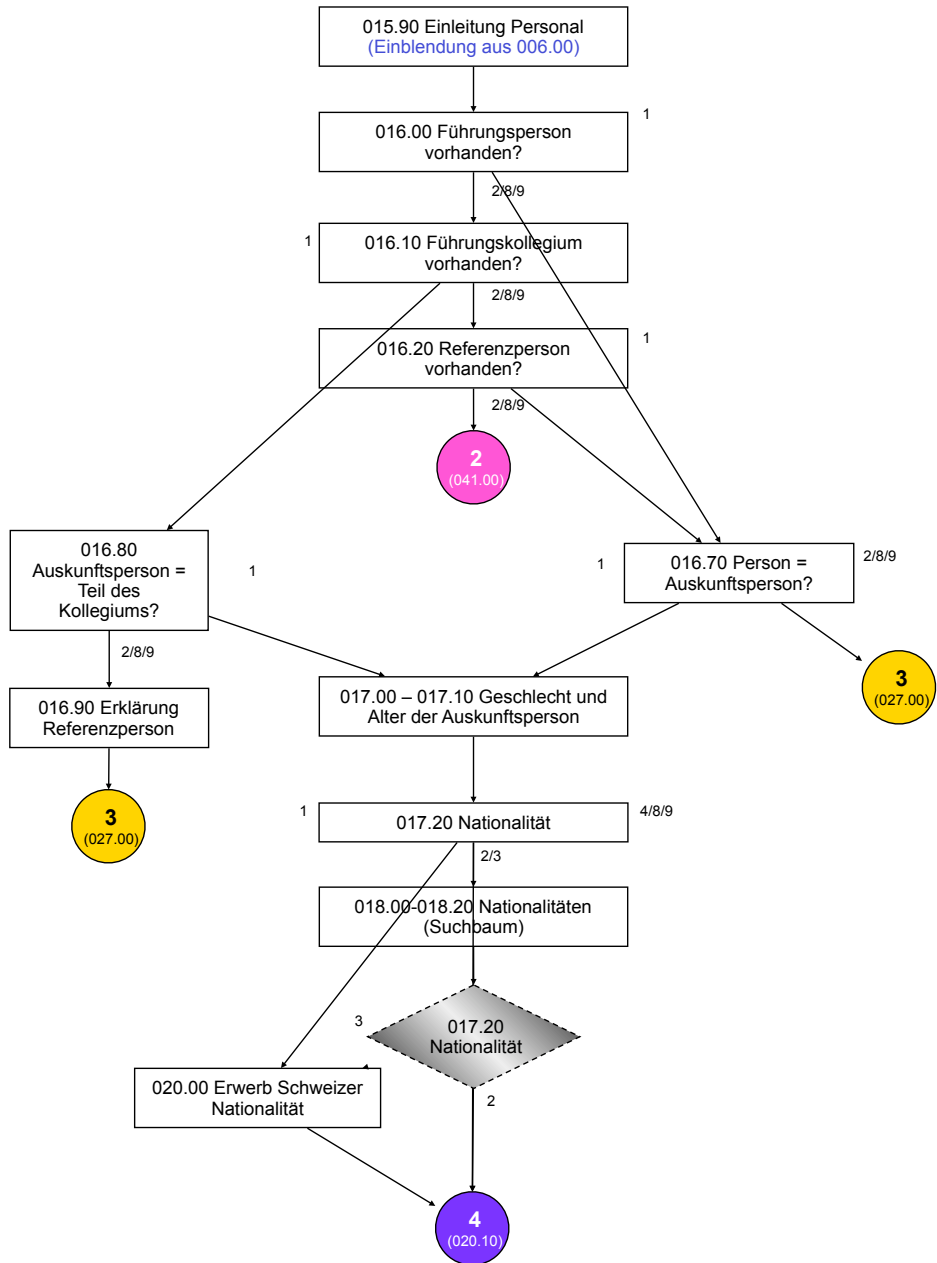 015.90 Einleitung Personal
(Einblendung aus 006.00)
1
016.00 Führungsperson
vorhanden?
2/8/9
1
016.10 Führungskollegium
vorhanden?
2/8/9
016.20 Referenzperson
vorhanden?
1
2/8/9
2
(041.00)
016.80
Auskunftsperson =
Teil des
Kollegiums?
1
1
016.70 Person =
Auskunftsperson?
2/8/9
2/8/9
016.90 Erklärung
Referenzperson
017.00 – 017.10 Geschlecht und
Alter der Auskunftsperson
3
(027.00)
3
(027.00)
1
017.20 Nationalität
4/8/9
2/3
018.00-018.20 Nationalitäten
(Suchbaum)
3
017.20
Nationalität
020.00 Erwerb Schweizer
Nationalität
2
4
(020.10)